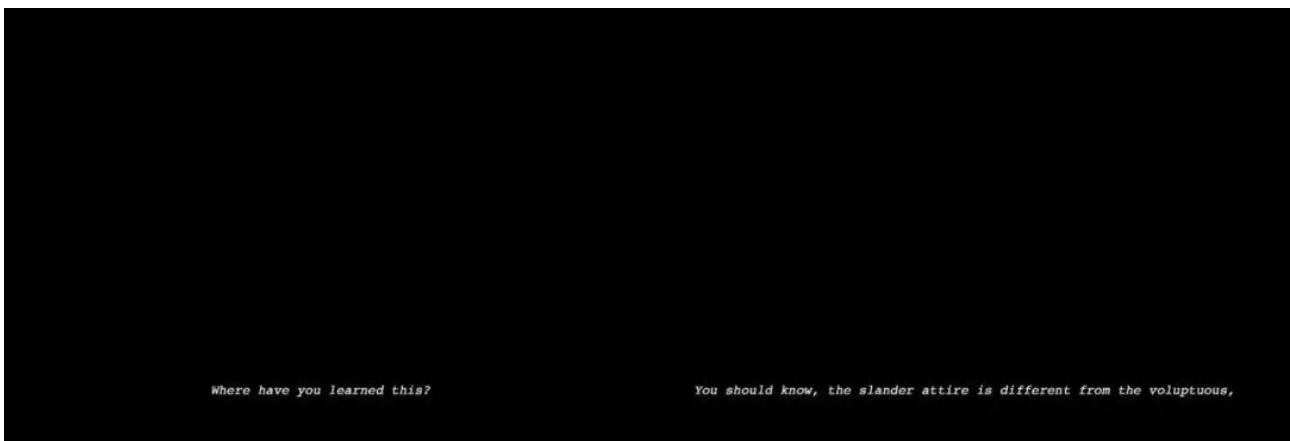 Where have you learned this?
You should know, the slander attire is different from the voluptuous,